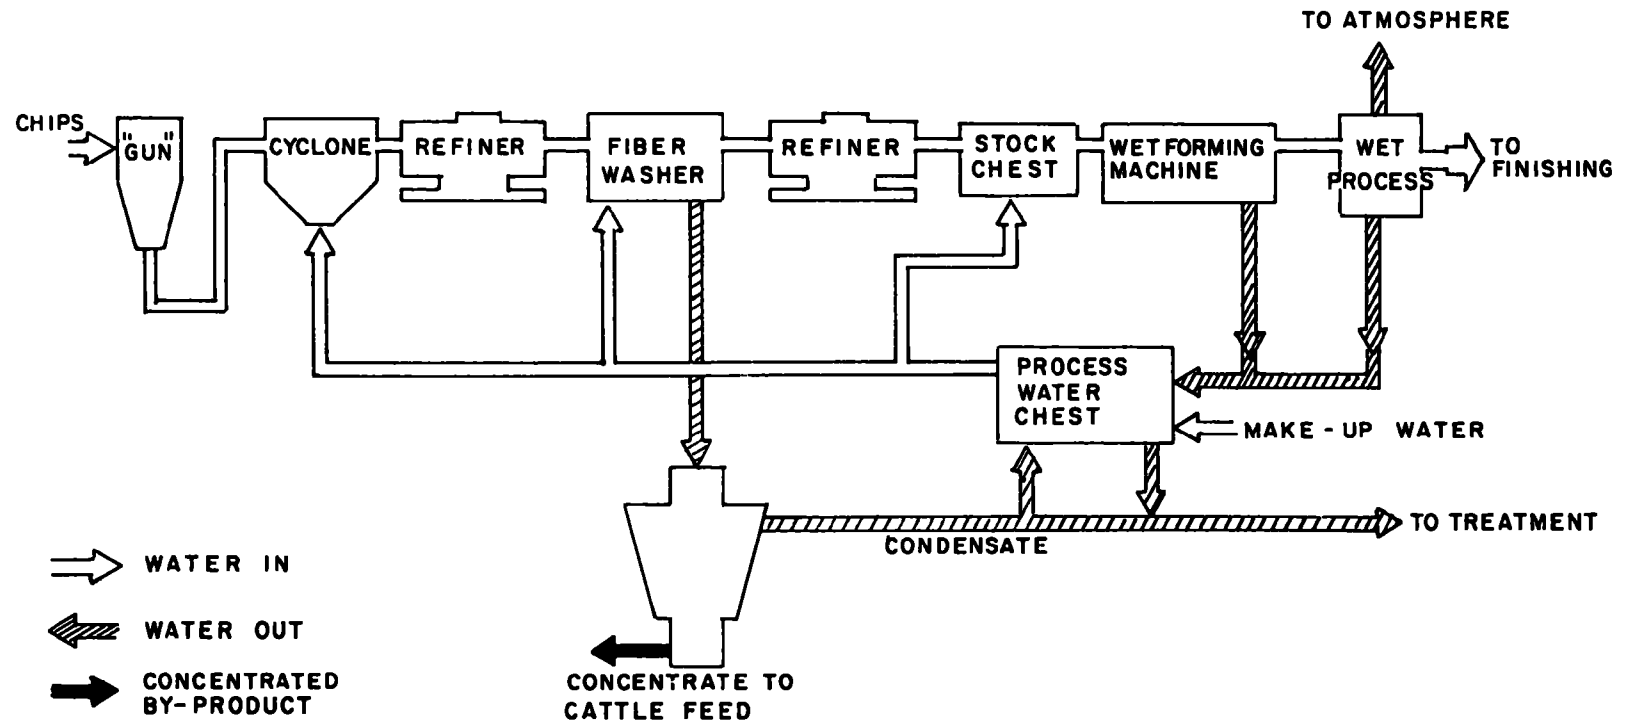 TO ATMOSPHERE
CHIPS
"GUN"
CYCLONE
REFINER
FIBER
WASHER
REFINER
STOCK
CHEST
WET FORMING
MACHINE
WET
PROCESS
TO
FINISHING
PROCESS
WATER
CHEST
MAKE-UP WATER
TO TREATMENT
CONDENSATE
WATER IN
WATER OUT
CONCENTRATED
BY-PRODUCT
CONCENTRATE TO
CATTLE FEED